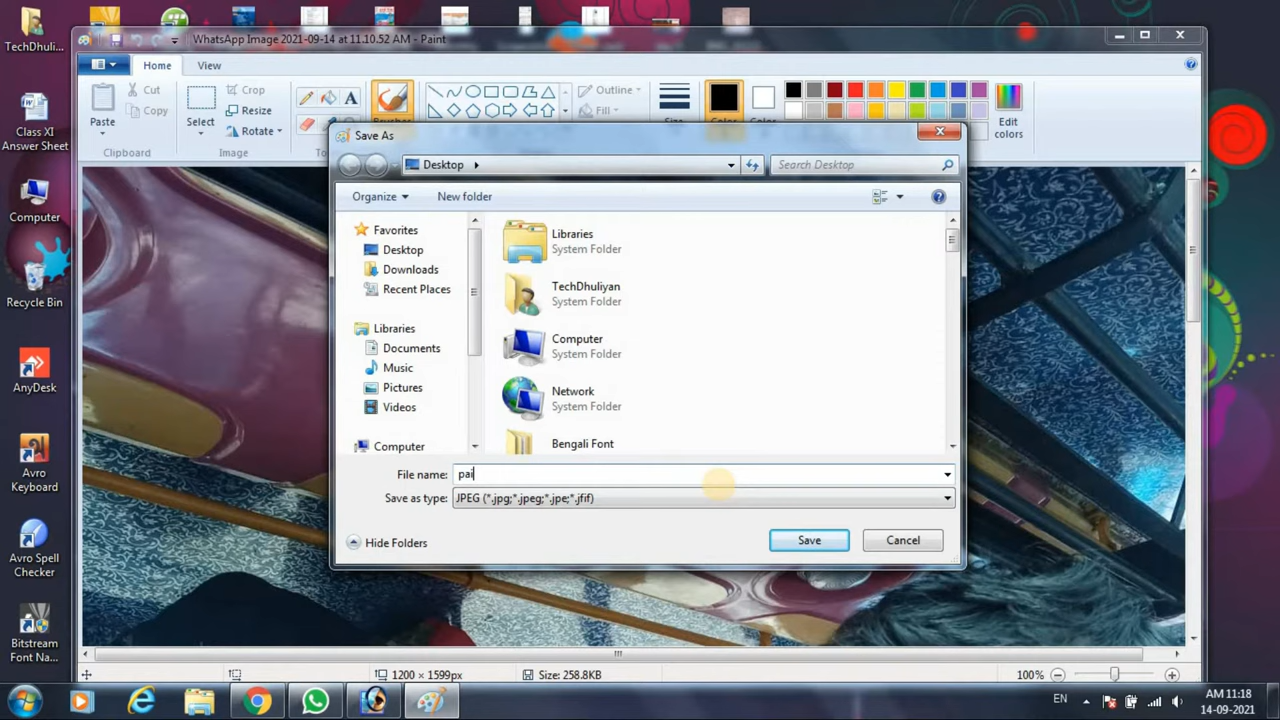 TechDhuli...
Class XI
Answer Sheet
Computer
Recycle Bin
AnyDesk
Avro
Keyboard
Avro Spell
Checker
Bitstream
Font Na...
WhatsApp Image 2021-09-14 at 11.10.52 AM - Paint
Home
View
Paste
Cut
Copy
Clipboard
Select
Crop
Resize
Rotate
Image
A
Outline
Fill
Edit
colors
Save As
Desktop
Search Desktop
Organize
New folder
Favorites
Desktop
Downloads
Recent Places
Libraries
Documents
Music
Pictures
Videos
Computer
Libraries
System Folder
TechDhuliyan
System Folder
Computer
System Folder
Network
System Folder
Bengali Font
File name: pai
Save as type: JPEG (*.jpg;*.jpeg;*.jpe;*.jfif)
Hide Folders
Save
Cancel
1200 × 1599px
Size: 258.8KB
100%
EN
AM 11:18
14-09-2021